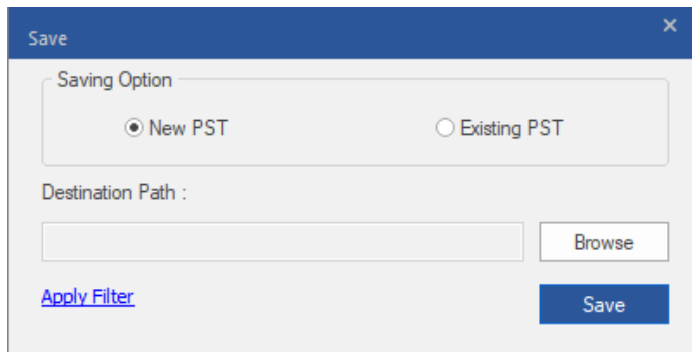 Save
Saving Option
New PST Existing PST
Destination Path :
Browse
Apply Filter
Save